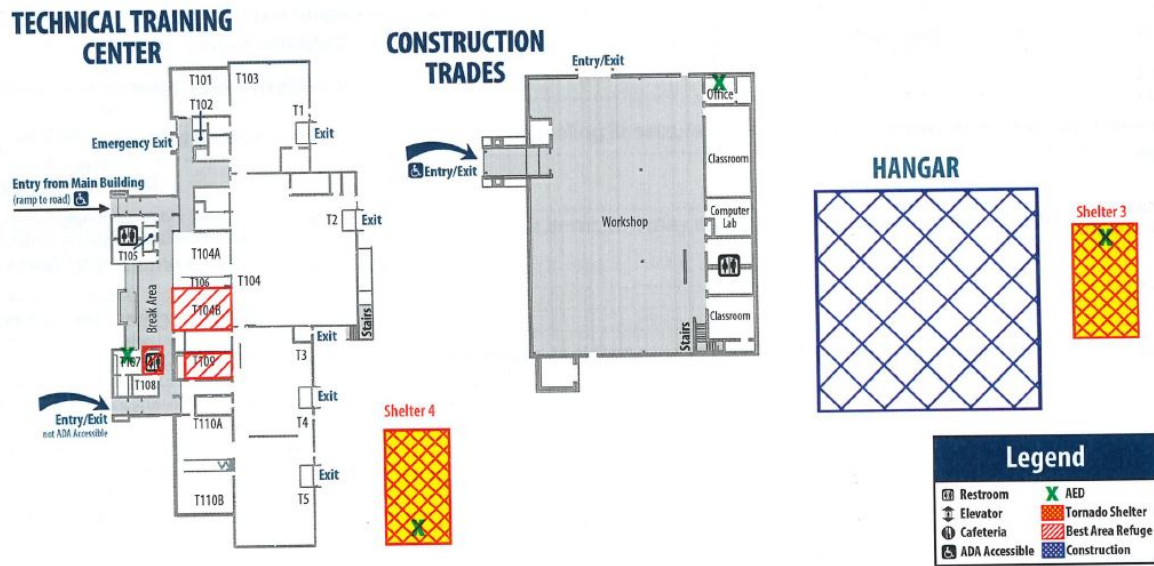 TECHNICAL TRAINING
CENTER
CONSTRUCTION
TRADES
HANGAR
T101
T103
T102
T1
Exit
Emergency Exit
Entry from Main Building
(ramp to road)
T2
Exit
T105
T104A
T106
T104
T104B
Break Area
Stairs
Exit
T3
T107
T109
T108
Exit
Entry/Exit
not ADA Accessible
T110A
T4
Exit
T110B
T5
Shelter 4
Entry/Exit
Office
Entry/Exit
Classroom
Workshop
Computer
Lab
Classroom
Stairs
Shelter 3
Legend
Restroom
AED
Elevator
Tornado Shelter
Cafeteria
Best Area Refuge
ADA Accessible
Construction